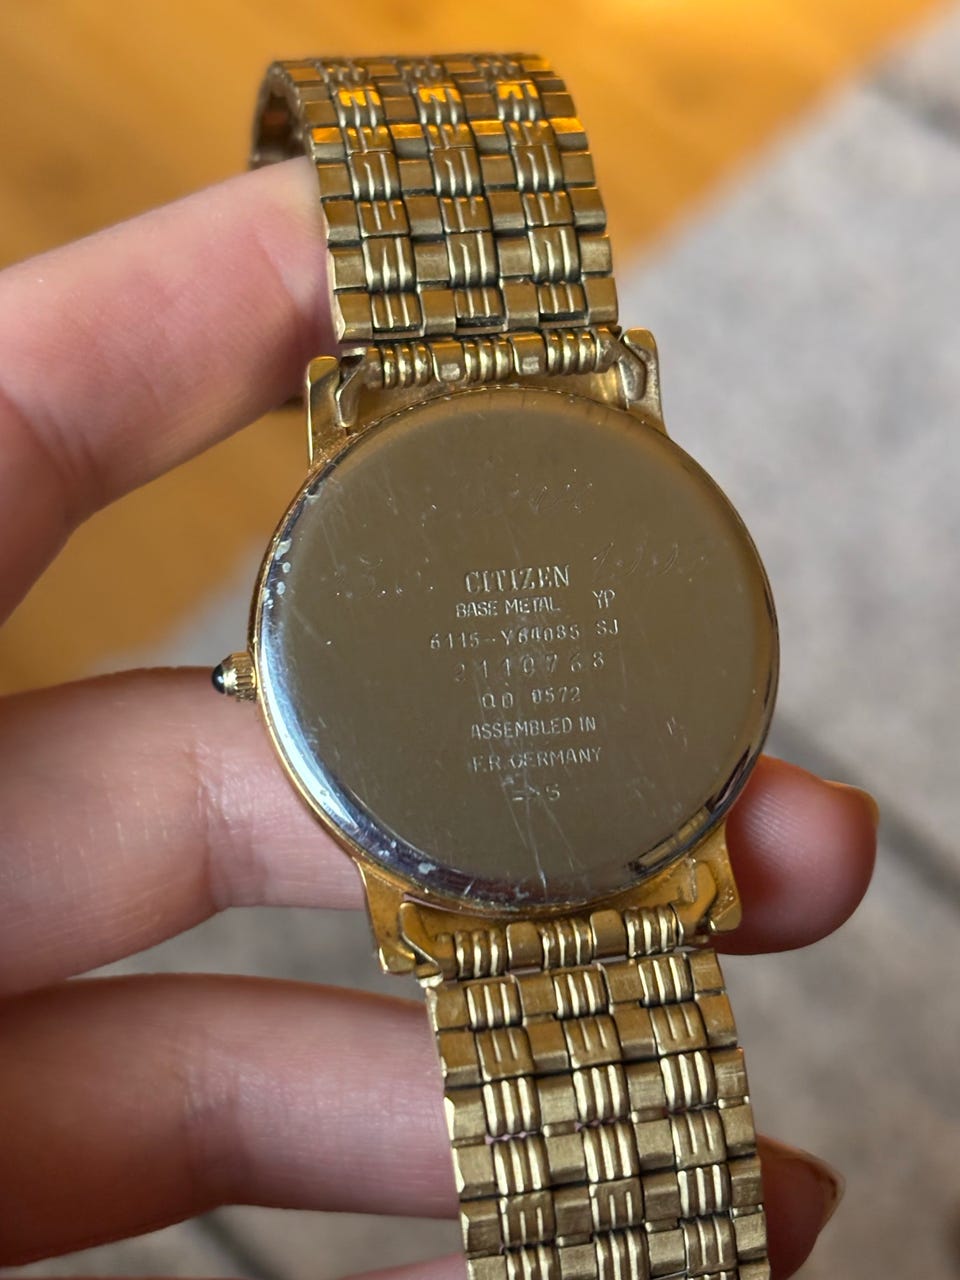 CITIZEN
BASE METAL YP
6115-Y64085 SJ
2110768
QO 0572
ASSEMBLED IN
F.R. GERMANY